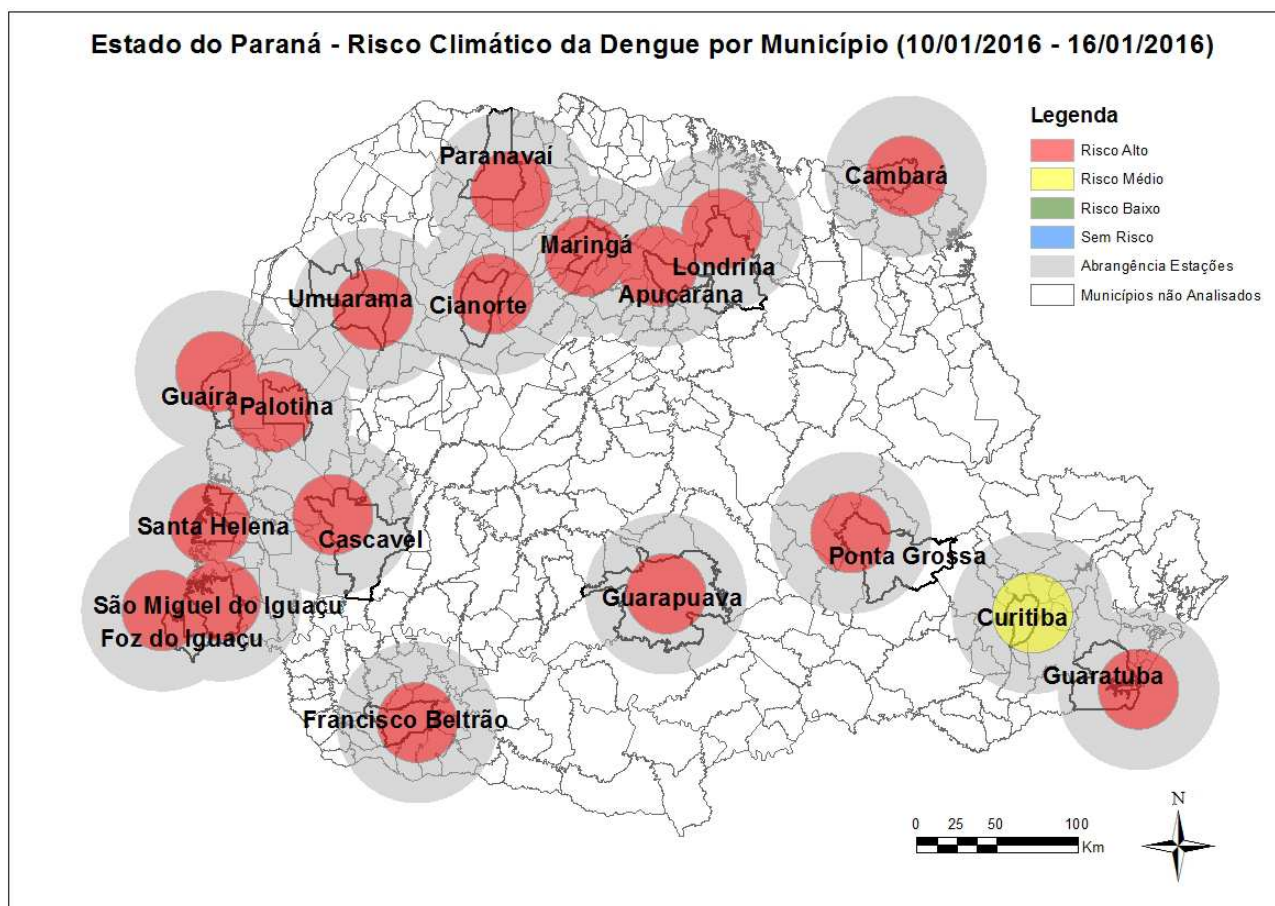 Estado do Paraná - Risco Climático da Dengue por Município (10/01/2016 - 16/01/2016)
Legenda
Risco Alto
Risco Médio
Risco Baixo
Sem Risco
Abrangência Estações
Municípios não Analisados
Paranavaí
Cambará
Maringá
Londrina
Umuarama
Cianorte
Apucarana
Guaíra
Palotina
Santa Helena
Cascavel
Ponta Grossa
São Miguel do Iguaçu
Guarapuava
Curitiba
Foz do Iguaçu
Guaratuba
Francisco Beltrão
N
0 25 50 100
Km